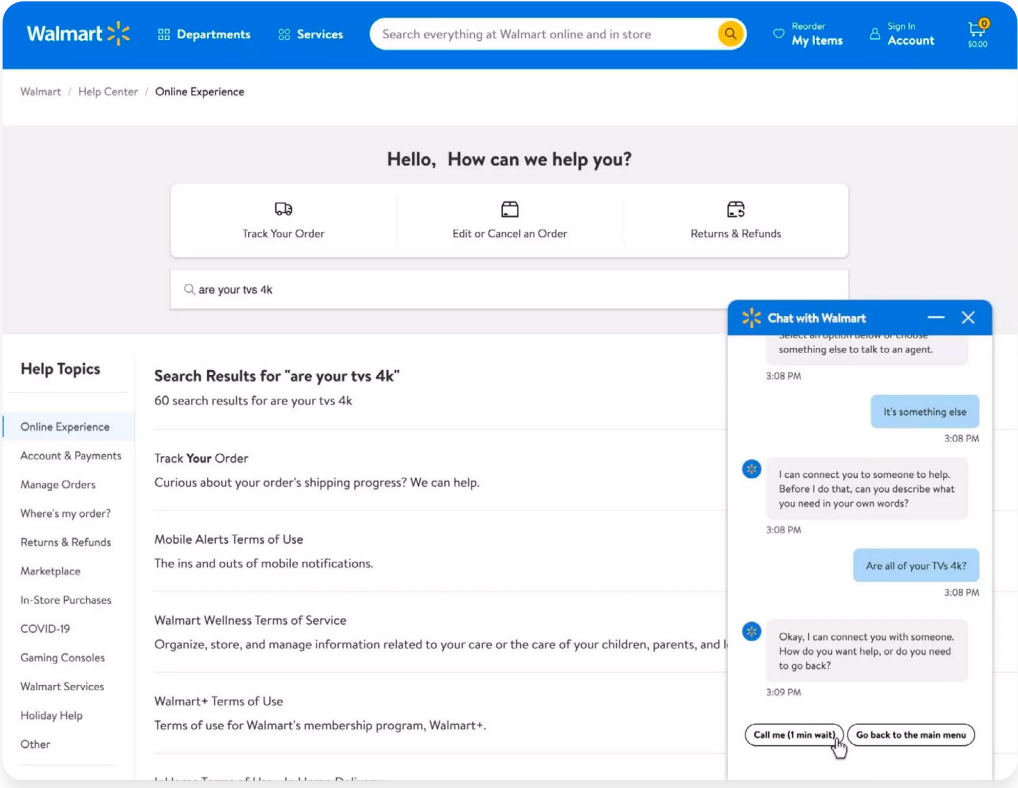 Walmart
Departments
Services
Search everything at Walmart online and in store
Reorder
My Items
Sign In
Account
0
$0.00
Walmart / Help Center / Online Experience
Hello, How can we help you?
Track Your Order
Edit or Cancel an Order
Returns & Refunds
are your tvs 4k
Help Topics
Online Experience
Account & Payments
Manage Orders
Where's my order?
Returns & Refunds
Marketplace
In-Store Purchases
COVID-19
Gaming Consoles
Walmart Services
Holiday Help
Other
Search Results for "are your tvs 4k"
60 search results for are your tvs 4k
Track Your Order
Curious about your order's shipping progress? We can help.
Mobile Alerts Terms of Use
The ins and outs of mobile notifications.
Walmart Wellness Terms of Service
Organize, store, and manage information related to your care or the care of your children, parents, and
Walmart+ Terms of Use
Terms of use for Walmart's membership program, Walmart+.
Chat with Walmart
Select an option below or choose
something else to talk to an agent.
3:08 PM
It's something else
3:08 PM
I can connect you to someone to help.
Before I do that, can you describe what
you need in your own words?
3:08 PM
Are all of your TVs 4k?
3:08 PM
Okay, I can connect you with someone.
How do you want help, or do you need
to go back?
3:09 PM
Call me (1 min wait)
Go back to the main menu